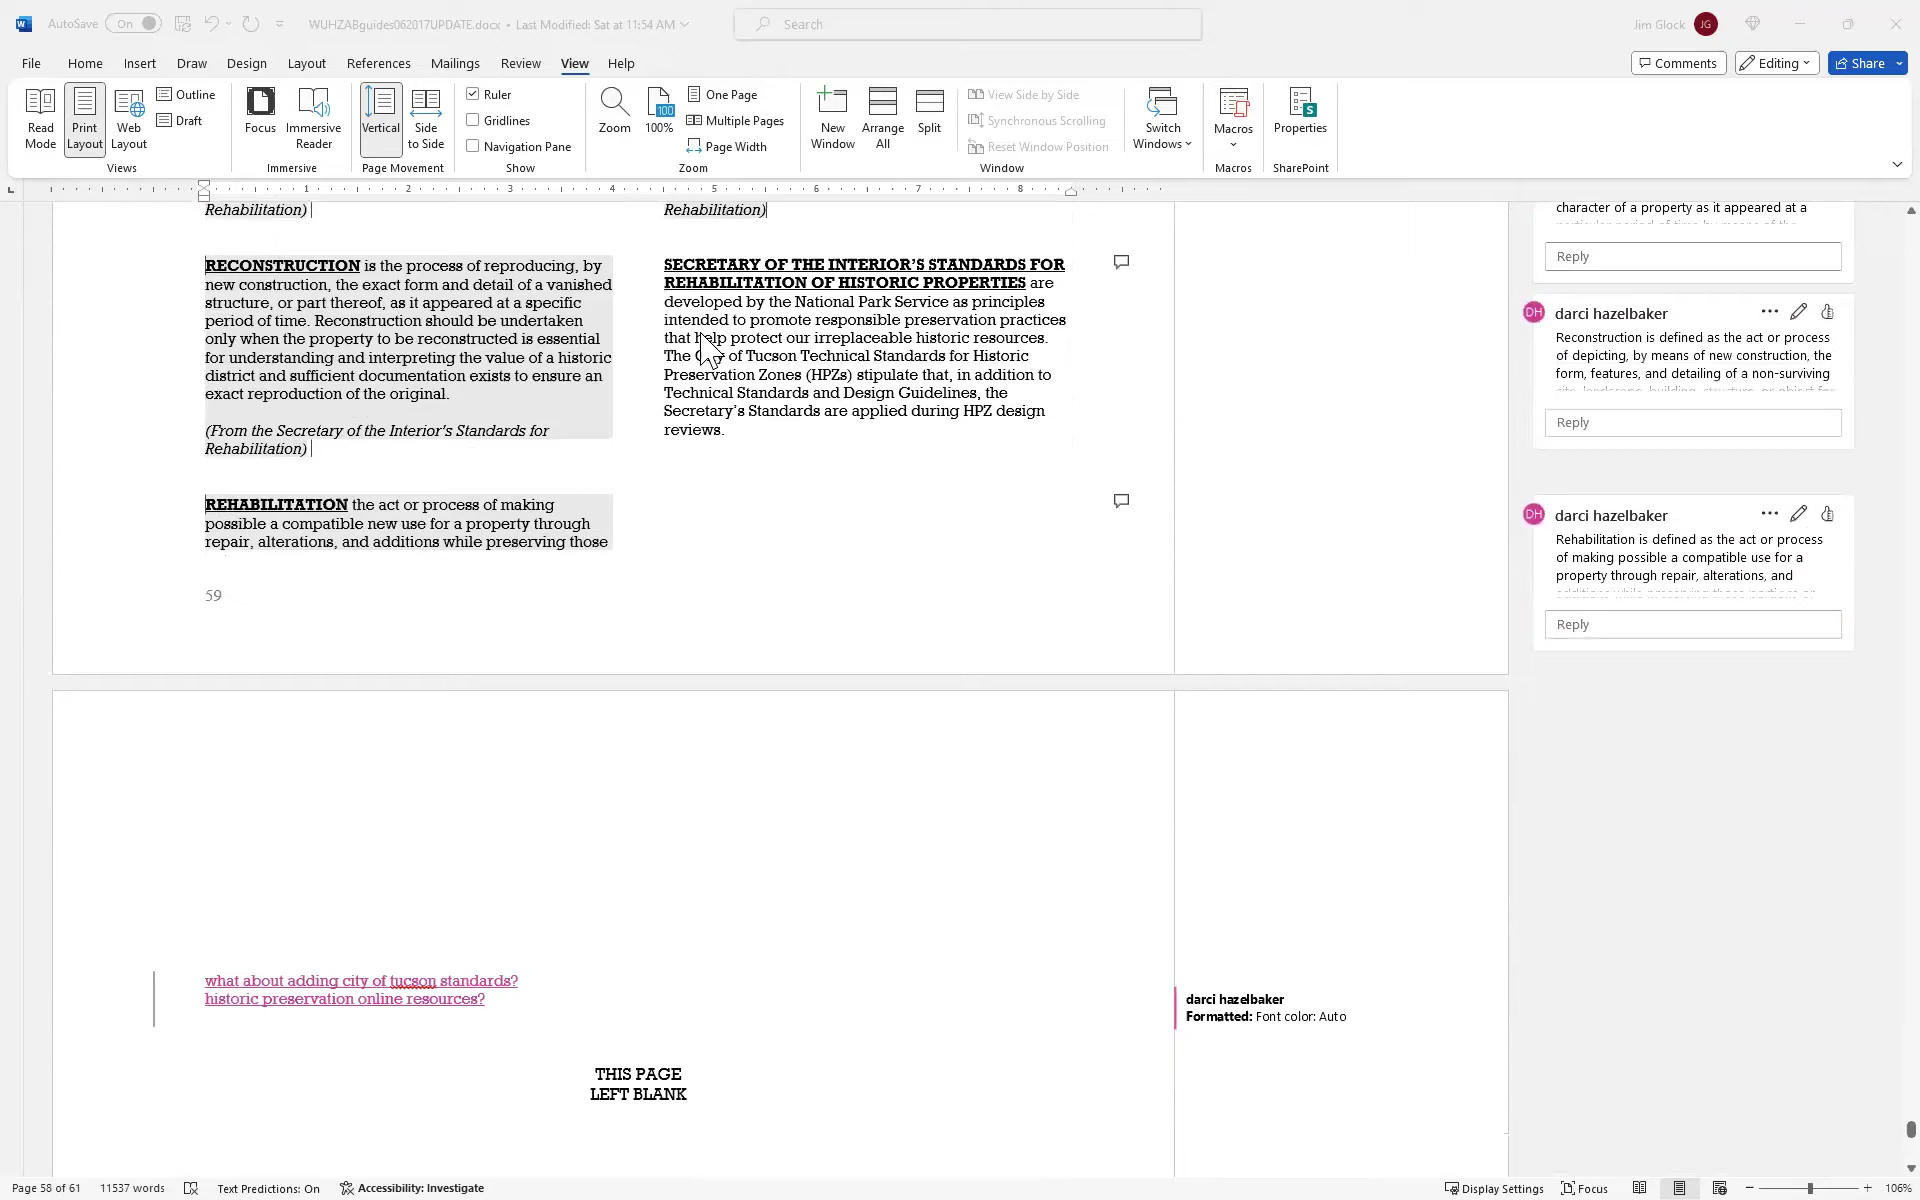 AutoSave On
WUHZABguides062017UPDATE.docx • Last Modified: Sat at 11:54 AM
Search
Jim Glock JG
File Home Insert Draw Design Layout References Mailings Review View Help
Comments Editing Share
Read Mode
Print Layout
Web Layout
Outline
Draft
Views
Focus
Immersive Reader
Immersive
Vertical
Side to Side
Page Movement
Ruler
Gridlines
Navigation Pane
Show
Zoom
100
100%
One Page
Multiple Pages
Page Width
Zoom
New Window
Arrange All
Split
View Side by Side
Synchronous Scrolling
Reset Window Position
Switch Windows
Window
Macros
Macros
Properties
SharePoint
1 2 3 4 5 6 7 8
Rehabilitation)
RECONSTRUCTION is the process of reproducing, by
new construction, the exact form and detail of a vanished
structure, or part thereof, as it appeared at a specific
period of time. Reconstruction should be undertaken
only when the property to be reconstructed is essential
for understanding and interpreting the value of a historic
district and sufficient documentation exists to ensure an
exact reproduction of the original.
(From the Secretary of the Interior's Standards for
Rehabilitation)
REHABILITATION the act or process of making
possible a compatible new use for a property through
repair, alterations, and additions while preserving those
59
Rehabilitation)
SECRETARY OF THE INTERIOR'S STANDARDS FOR
REHABILITATION OF HISTORIC PROPERTIES are
developed by the National Park Service as principles
intended to promote responsible preservation practices
that help protect our irreplaceable historic resources.
The City of Tucson Technical Standards for Historic
Preservation Zones (HPZs) stipulate that, in addition to
Technical Standards and Design Guidelines, the
Secretary's Standards are applied during HPZ design
reviews.
character of a property as it appeared at a
Reply
DH darci hazelbaker
Reconstruction is defined as the act or process
of depicting, by means of new construction, the
form, features, and detailing of a non-surviving
Reply
DH darci hazelbaker
Rehabilitation is defined as the act or process
of making possible a compatible use for a
property through repair, alterations, and
Reply
what about adding city of tucson standards?
historic preservation online resources?
darci hazelbaker
Formatted: Font color: Auto
THIS PAGE
LEFT BLANK
Page 58 of 61 11537 words Text Predictions: On Accessibility: Investigate
Display Settings Focus 106%